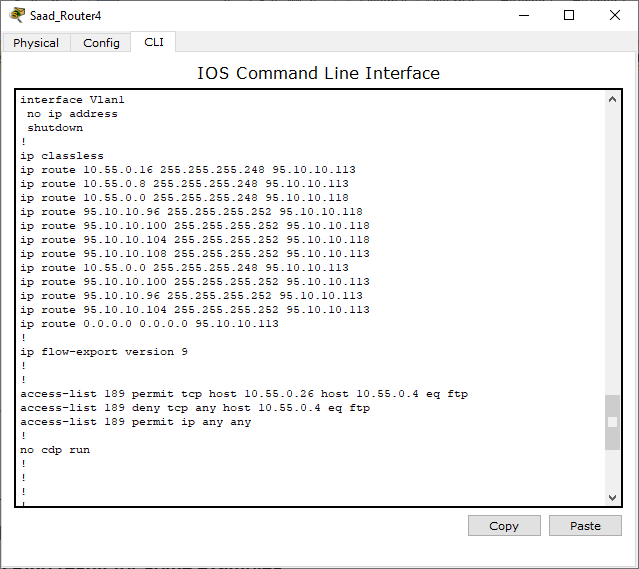 Saad_Router4
Physical Config CLI
IOS Command Line Interface
interface Vlan1
no ip address
shutdown
!
ip classless
ip route 10.55.0.16 255.255.255.248 95.10.10.113
ip route 10.55.0.8 255.255.255.248 95.10.10.113
ip route 10.55.0.0 255.255.255.248 95.10.10.118
ip route 95.10.10.96 255.255.255.252 95.10.10.118
ip route 95.10.10.100 255.255.255.252 95.10.10.118
ip route 95.10.10.104 255.255.255.252 95.10.10.118
ip route 95.10.10.108 255.255.255.252 95.10.10.113
ip route 10.55.0.0 255.255.255.248 95.10.10.113
ip route 95.10.10.100 255.255.255.252 95.10.10.113
ip route 95.10.10.96 255.255.255.252 95.10.10.113
ip route 95.10.10.104 255.255.255.252 95.10.10.113
ip route 0.0.0.0 0.0.0.0 95.10.10.113
!
ip flow-export version 9
!
!
access-list 189 permit tcp host 10.55.0.26 host 10.55.0.4 eq ftp
access-list 189 deny tcp any host 10.55.0.4 eq ftp
access-list 189 permit ip any any
!
no cdp run
!
!
!
!
Copy Paste